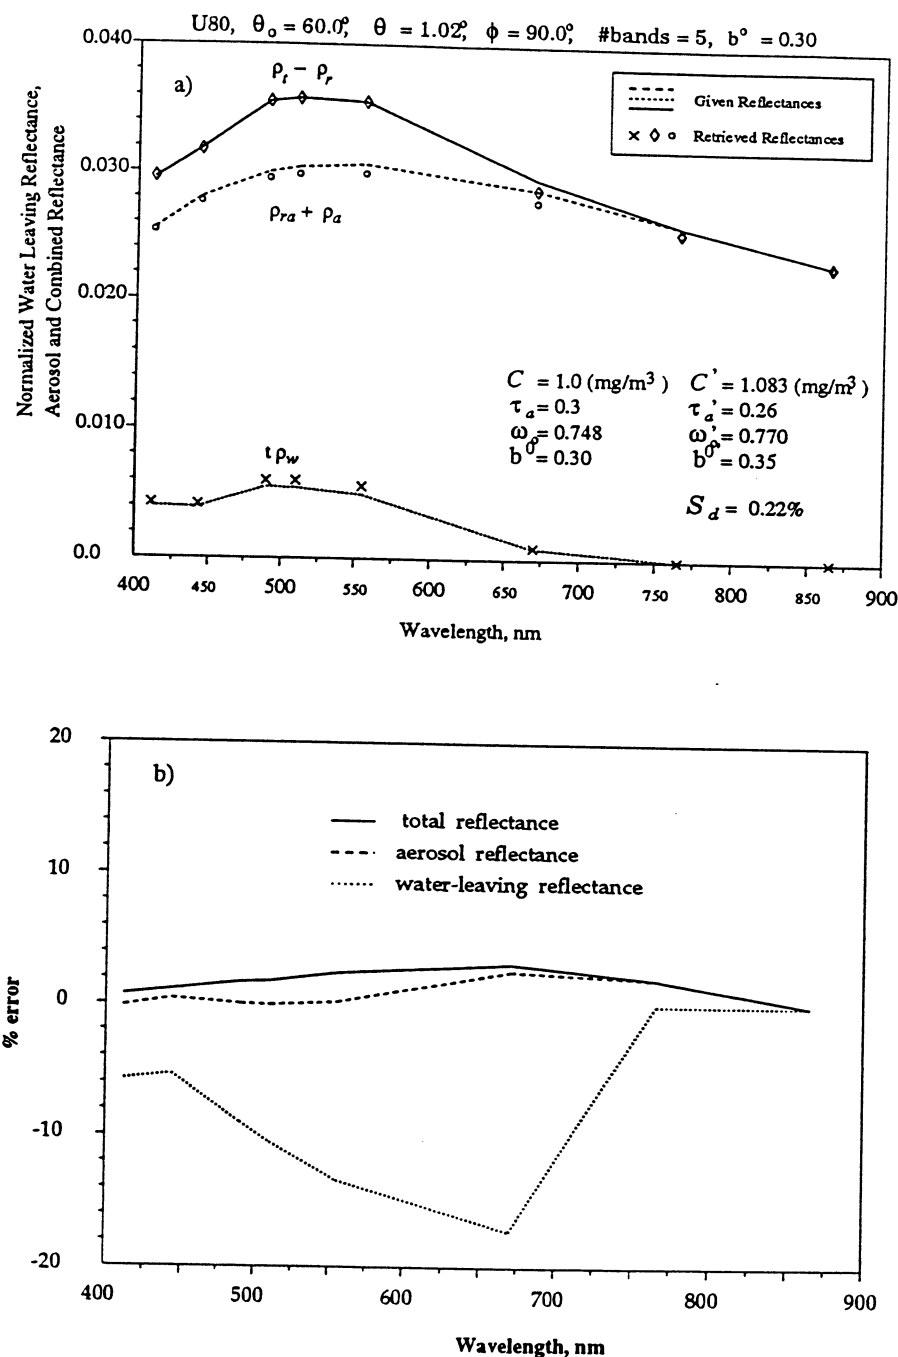 U80, θₒ = 60.0°, θ = 1.02°, ϕ = 90.0°, #bands = 5, b° = 0.30
0.040
a)
ρₜ − ρᵣ
Given Reflectances
Retrieved Reflectances
Normalized Water Leaving Reflectance,
Aerosol and Combined Reflectance
0.030
ρᵣₐ + ρₐ
0.020
C = 1.0 (mg/m³) C' = 1.083 (mg/m³)
τₐ = 0.3 τₐ' = 0.26
ωₒ = 0.748 ωₒ' = 0.770
b⁰ = 0.30 b⁰' = 0.35
0.010
t ρ_w
S_d = 0.22%
0.0
400 450 500 550 600 650 700 750 800 850 900
Wavelength, nm
20
b)
total reflectance
aerosol reflectance
water-leaving reflectance
10
% error
0
-10
-20
400 500 600 700 800 900
Wavelength, nm